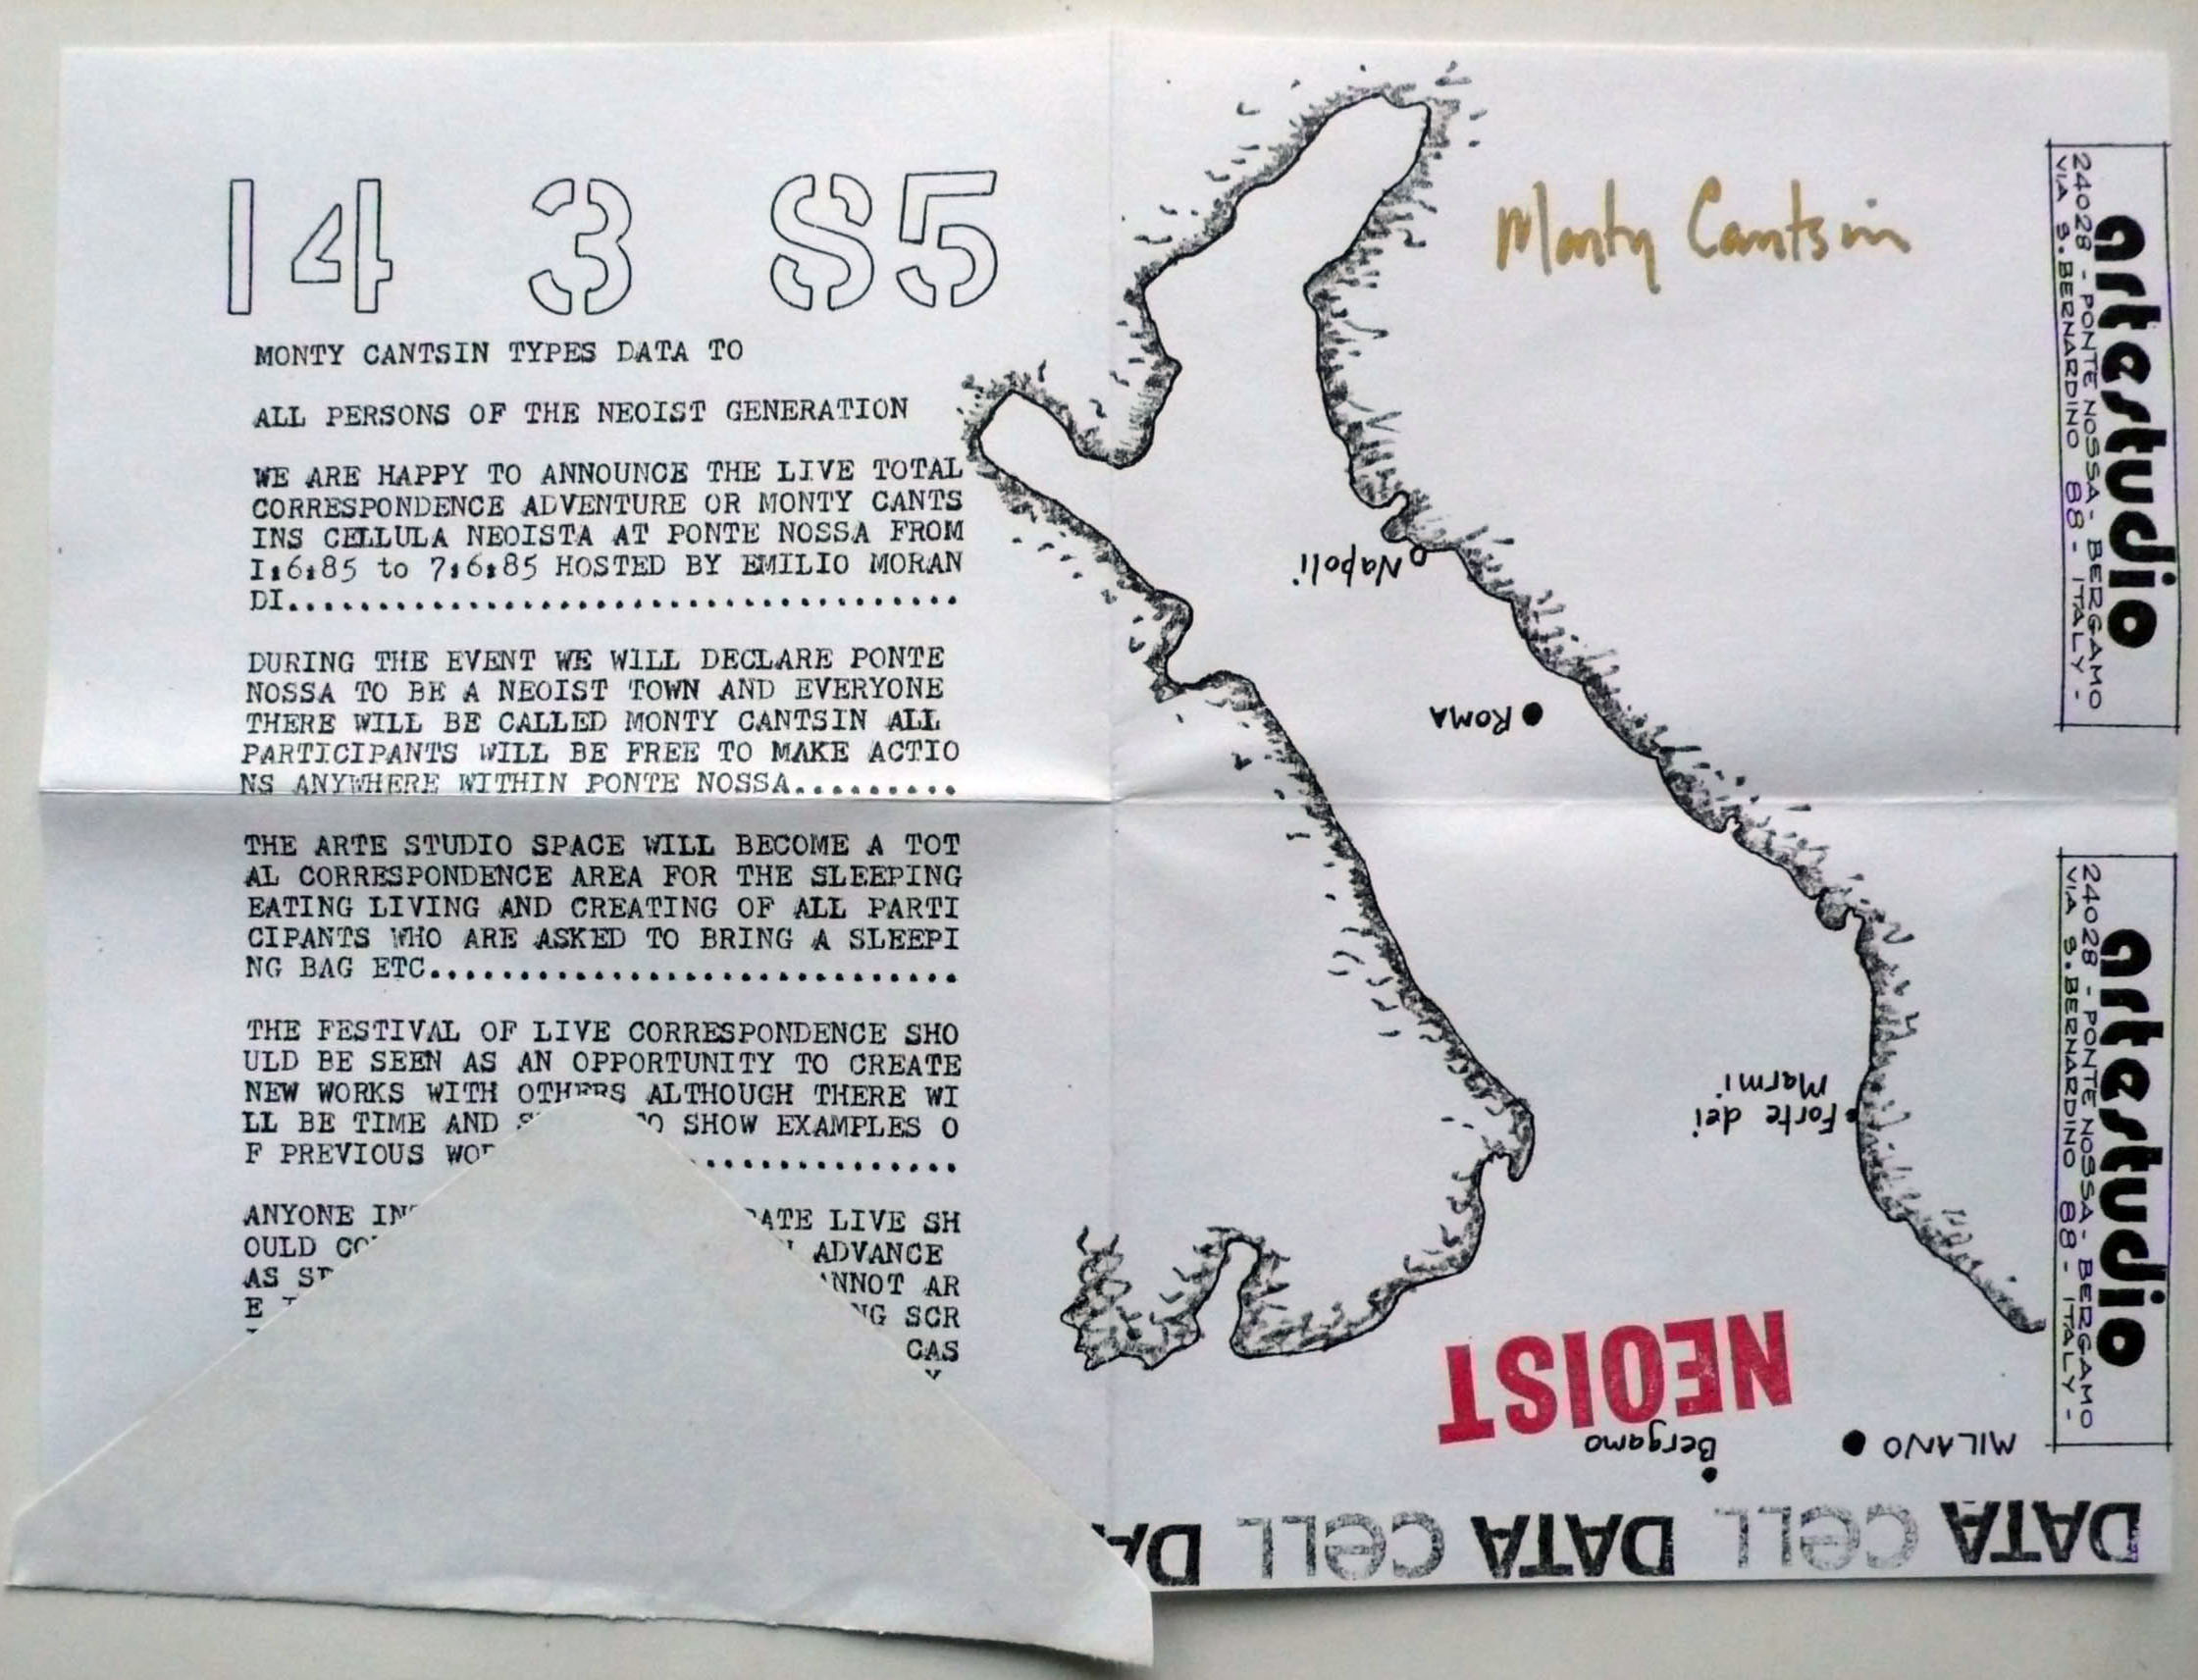 14 3 85
MONTY CANTSIN TYPES DATA TO
ALL PERSONS OF THE NEOIST GENERATION
WE ARE HAPPY TO ANNOUNCE THE LIVE TOTAL
CORRESPONDENCE ADVENTURE OR MONTY CANTS
INS CELLULA NEOISTA AT PONTE NOSSA FROM
I:6:85 to 7:6:85 HOSTED BY EMILIO MORAN
DI.....................................
DURING THE EVENT WE WILL DECLARE PONTE
NOSSA TO BE A NEOIST TOWN AND EVERYONE
THERE WILL BE CALLED MONTY CANTSIN ALL
PARTICIPANTS WILL BE FREE TO MAKE ACTIO
NS ANYWHERE WITHIN PONTE NOSSA.........
THE ARTE STUDIO SPACE WILL BECOME A TOT
AL CORRESPONDENCE AREA FOR THE SLEEPING
EATING LIVING AND CREATING OF ALL PARTI
CIPANTS WHO ARE ASKED TO BRING A SLEEPI
NG BAG ETC.............................
THE FESTIVAL OF LIVE CORRESPONDENCE SHO
ULD BE SEEN AS AN OPPORTUNITY TO CREATE
NEW WORKS WITH OTHERS ALTHOUGH THERE WI
LL BE TIME AND TO SHOW EXAMPLES O
F PREVIOUS ...............
ANYONE LIVE SH
OULD ADVANCE
AS AR
E SCR
CAS
Monty Cantsin
Napoli
ROMA
Forte dei
Marmi
NEOIST
Bergamo
MILANO
DATA CELL DATA CELL DA
artestudio
24028 - PONTE NOSSA - BERGAMO
VIA S.BERNARDINO 88 - ITALY -
artestudio
24028 - PONTE NOSSA - BERGAMO
VIA S.BERNARDINO 88 - ITALY -